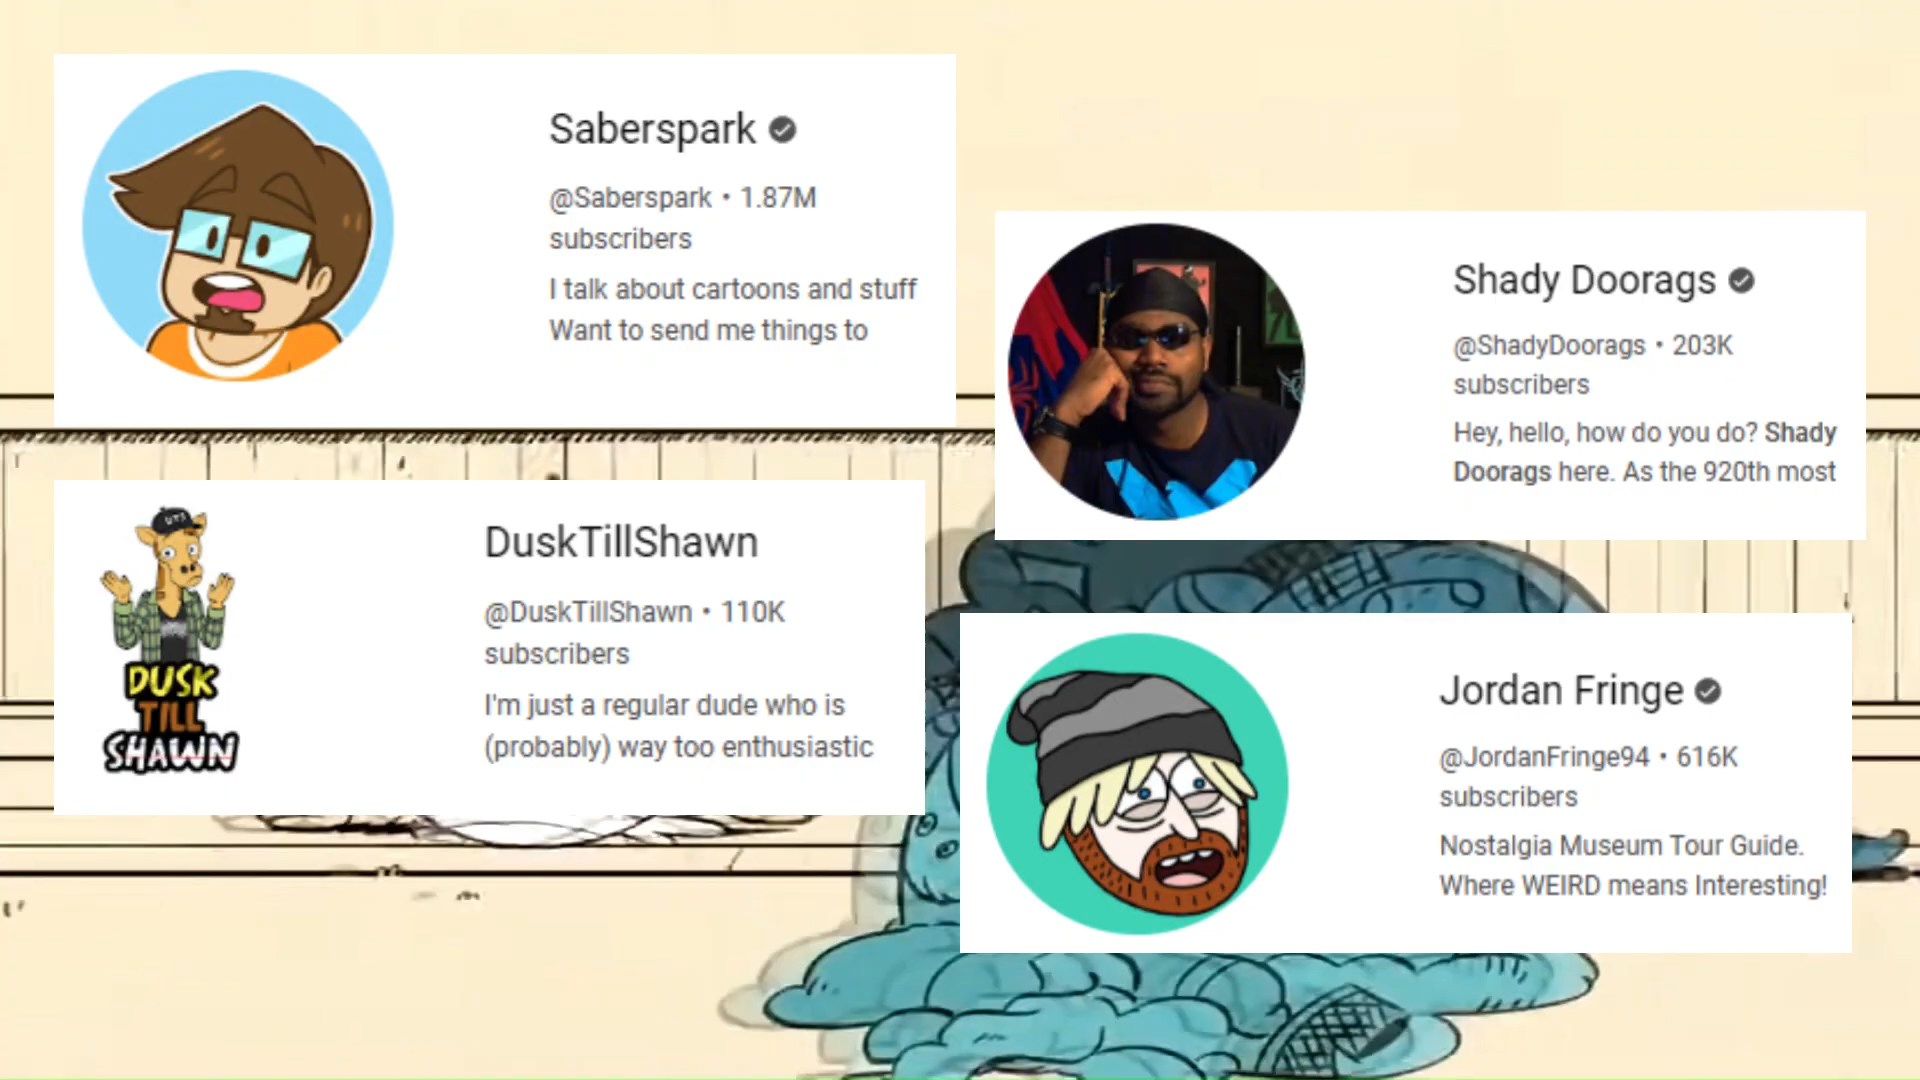 Saberspark
@Saberspark • 1.87M
subscribers
I talk about cartoons and stuff
Want to send me things to
Shady Doorags
@ShadyDoorags • 203K
subscribers
Hey, hello, how do you do? Shady
Doorags here. As the 920th most
DTS
DUSK
TILL
SHAWN
DuskTillShawn
@DuskTillShawn • 110K
subscribers
I'm just a regular dude who is
(probably) way too enthusiastic
Jordan Fringe
@JordanFringe94 • 616K
subscribers
Nostalgia Museum Tour Guide.
Where WEIRD means Interesting!